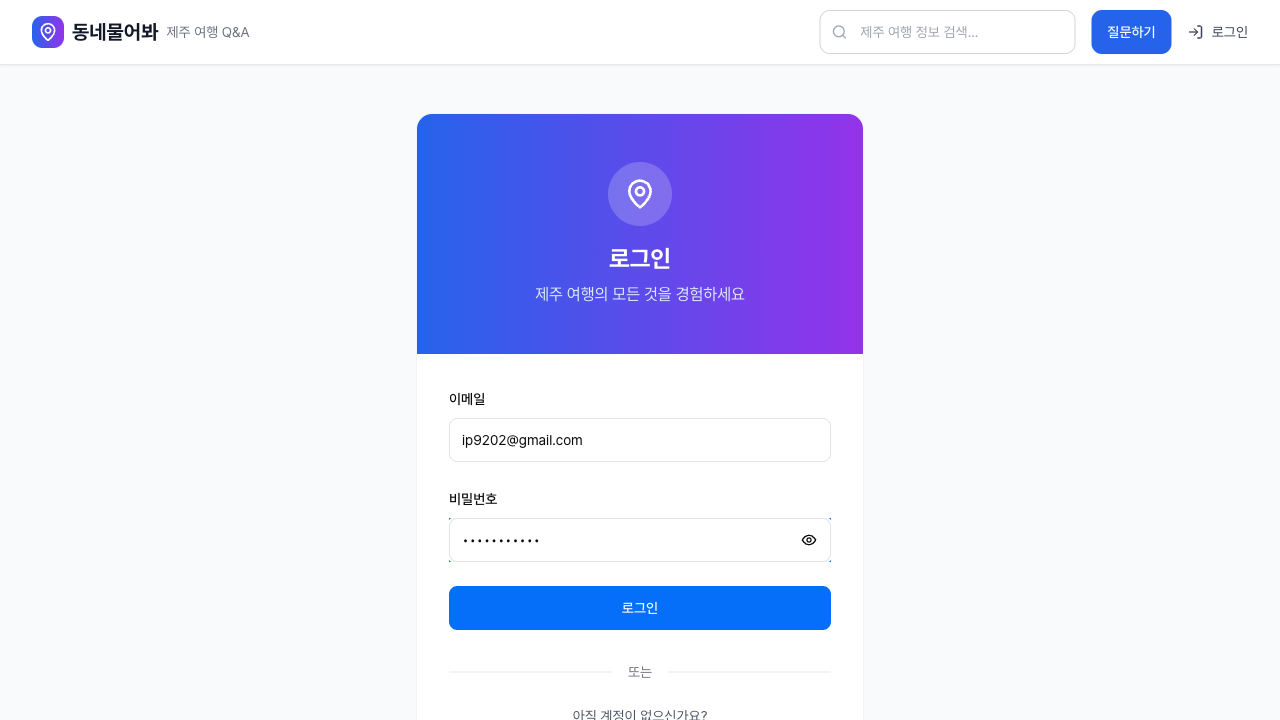 동네물어봐 제주 여행 Q&A
제주 여행 정보 검색...
질문하기
로그인
로그인
제주 여행의 모든 것을 경험하세요
이메일
ip9202@gmail.com
비밀번호
•••••••••••
로그인
또는
아직 계정이 없으신가요?